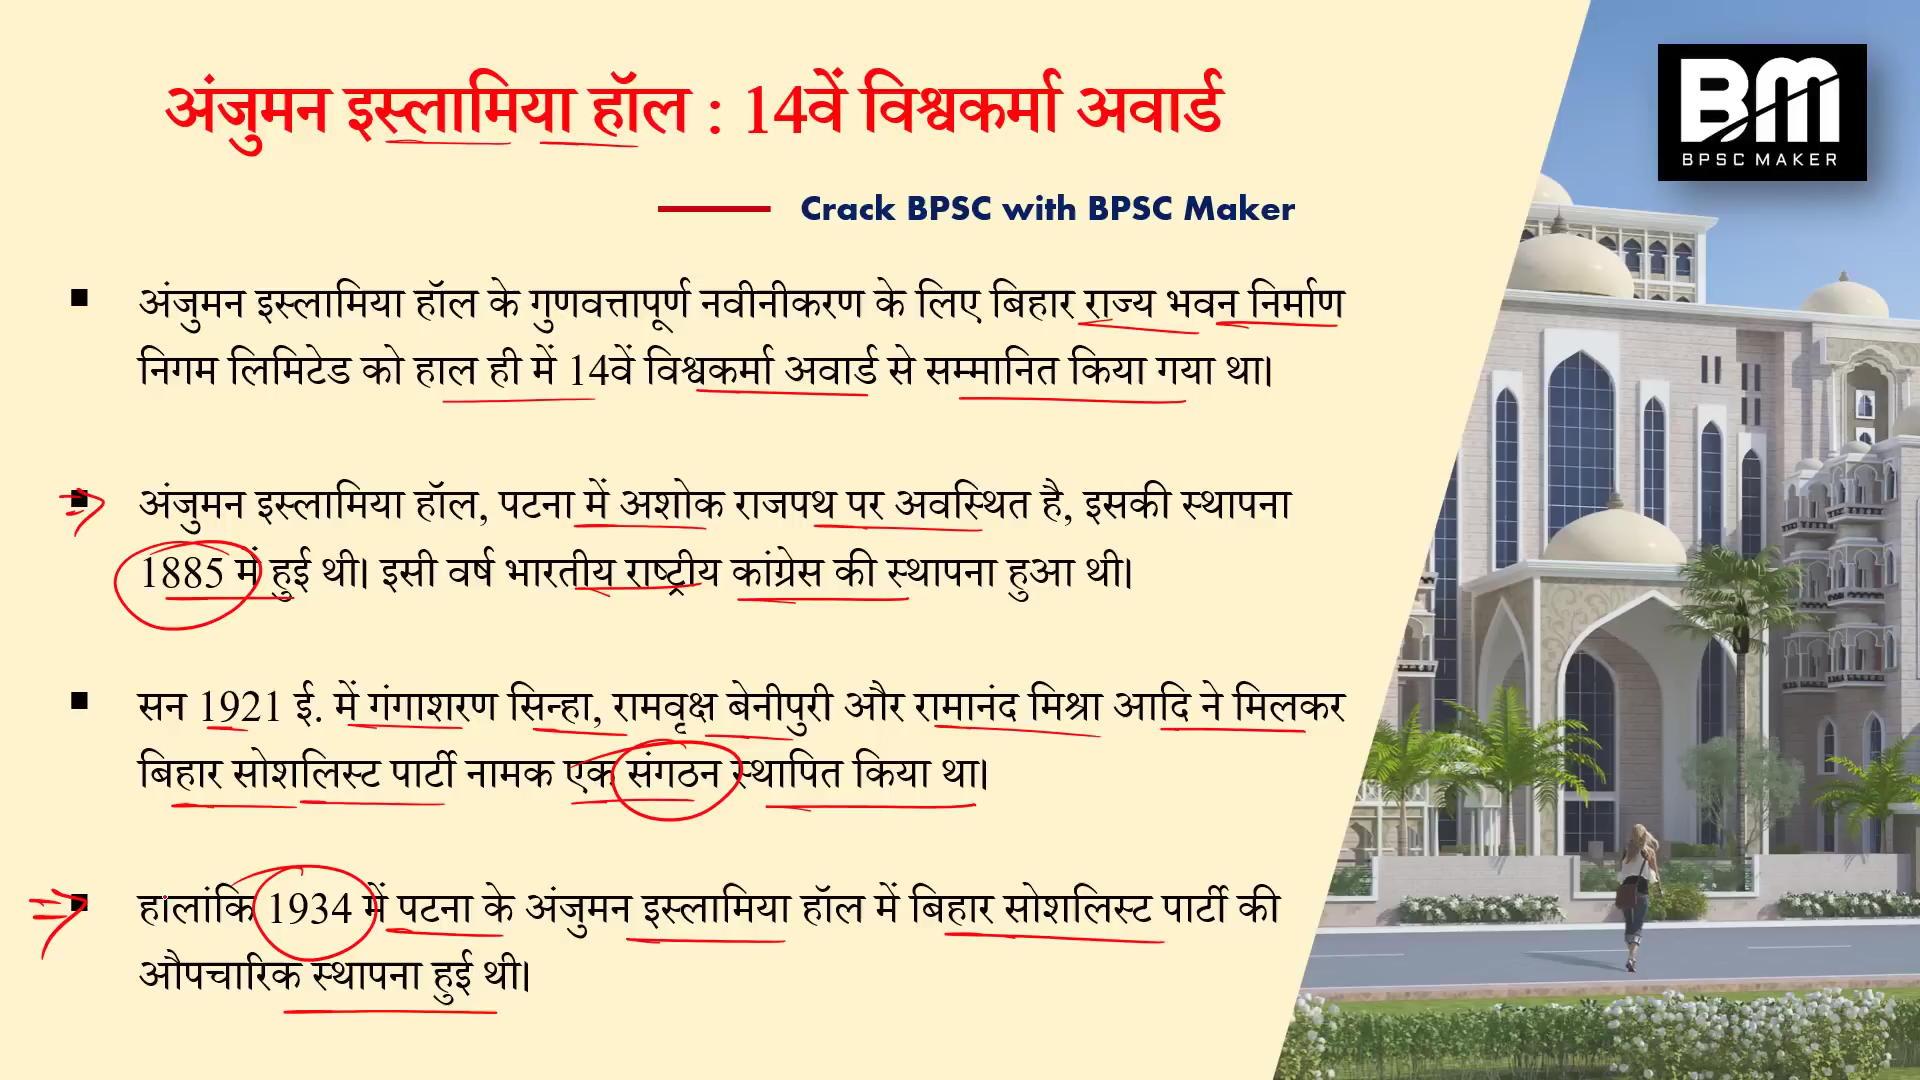 अंजुमन इस्लामिया हॉल : 14वें विश्वकर्मा अवार्ड
BM
BPSC MAKER
Crack BPSC with BPSC Maker
अंजुमन इस्लामिया हॉल के गुणवत्तापूर्ण नवीनीकरण के लिए बिहार राज्य भवन निर्माण
निगम लिमिटेड को हाल ही में 14वें विश्वकर्मा अवार्ड से सम्मानित किया गया था।
अंजुमन इस्लामिया हॉल, पटना में अशोक राजपथ पर अवस्थित है, इसकी स्थापना
1885 में हुई थी। इसी वर्ष भारतीय राष्ट्रीय कांग्रेस की स्थापना हुआ थी।
सन 1921 ई. में गंगाशरण सिन्हा, रामवृक्ष बेनीपुरी और रामानंद मिश्रा आदि ने मिलकर
बिहार सोशलिस्ट पार्टी नामक एक संगठन स्थापित किया था।
हालांकि 1934 में पटना के अंजुमन इस्लामिया हॉल में बिहार सोशलिस्ट पार्टी की
औपचारिक स्थापना हुई थी।